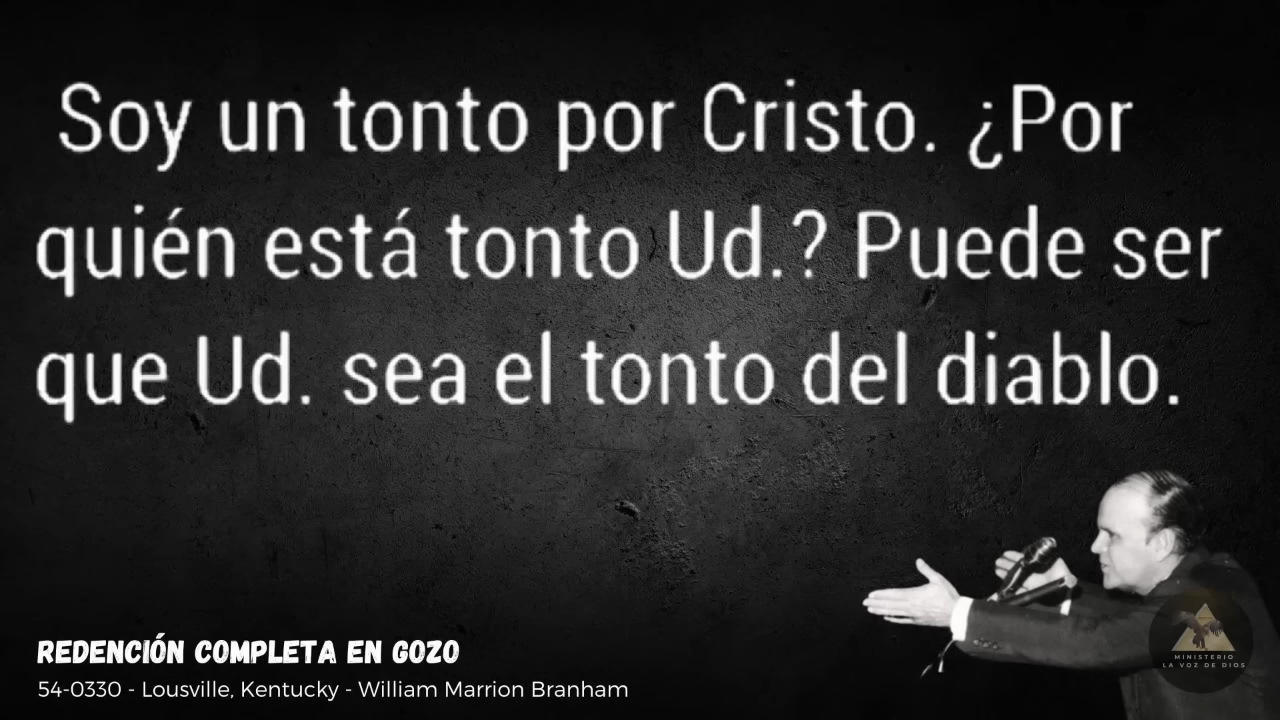 Soy un tonto por Cristo. ¿Por
quién está tonto Ud.? Puede ser
que Ud. sea el tonto del diablo.
REDENCIÓN COMPLETA EN GOZO
54-0330 - Lousville, Kentucky - William Marrion Branham
MINISTERIO
LA VOZ DE DIOS